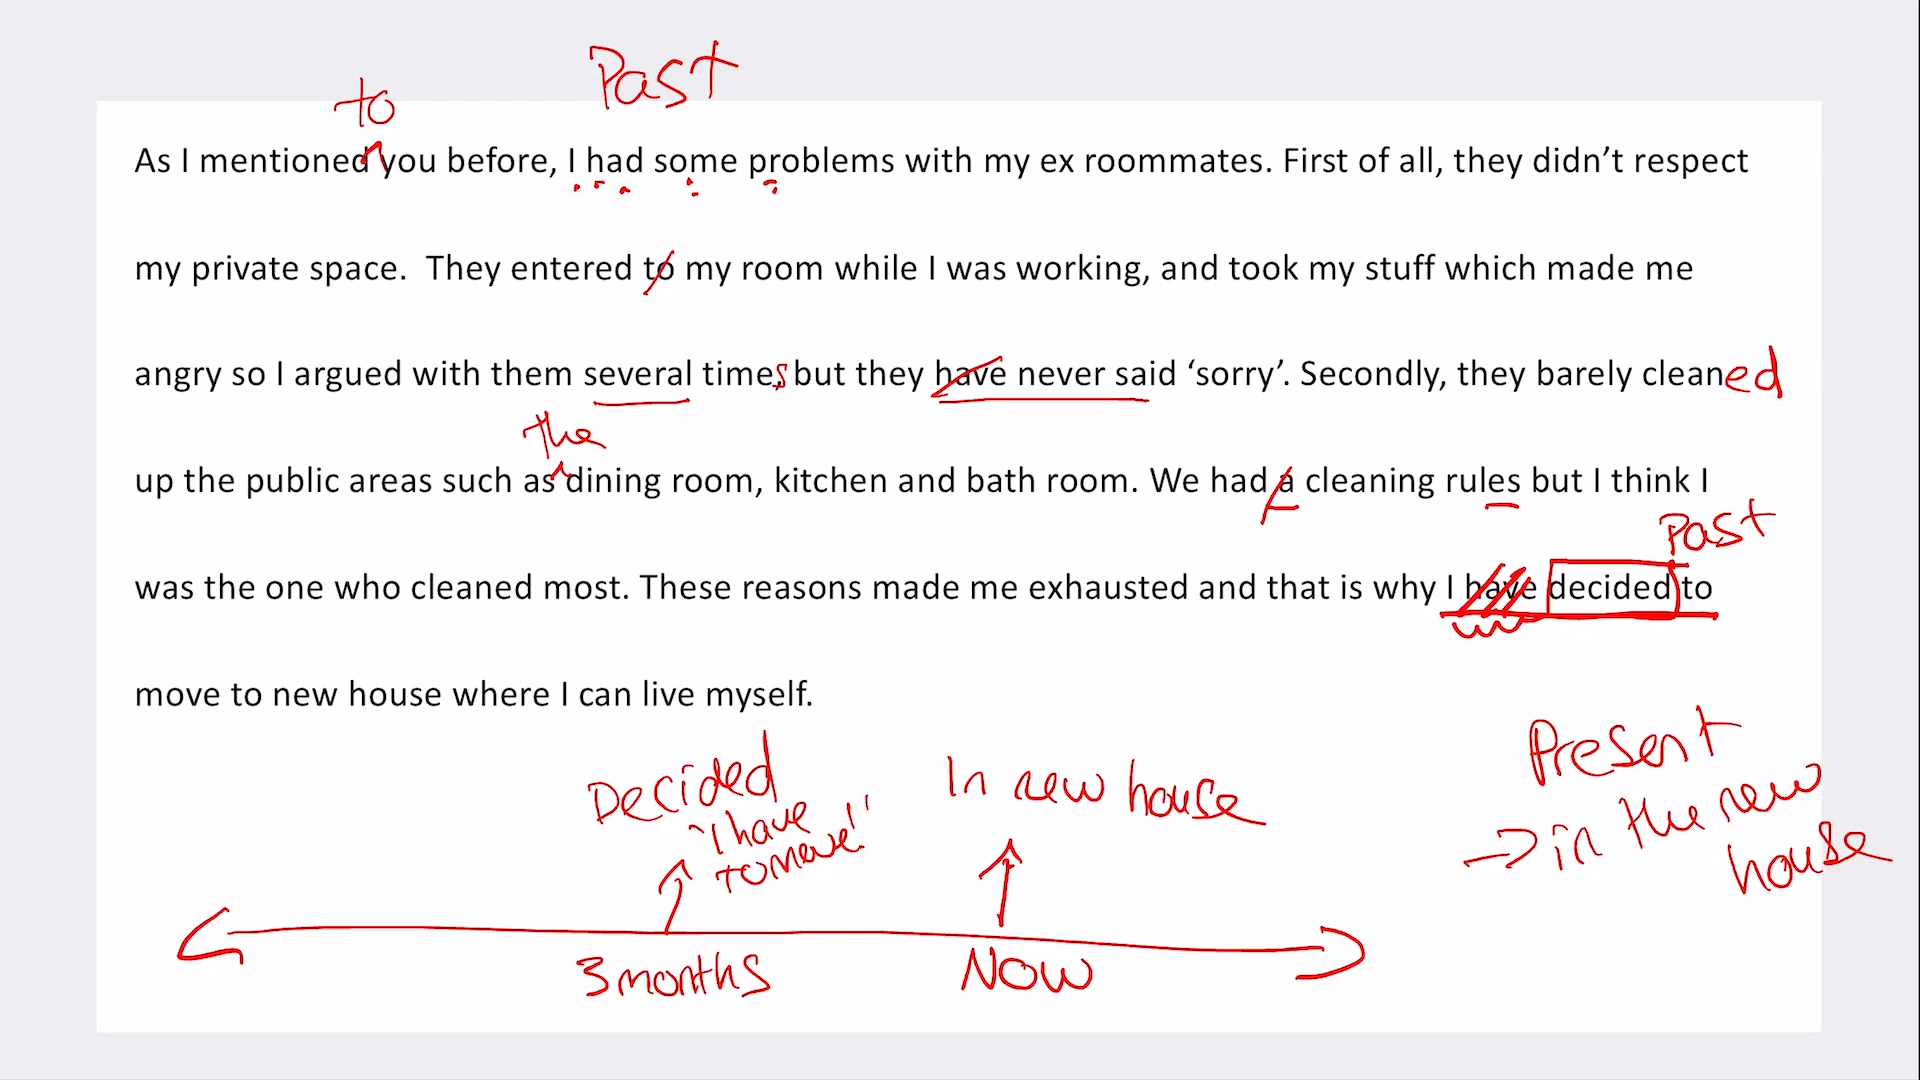 Past
to
As I mentioned you before, I had some problems with my ex roommates. First of all, they didn’t respect
my private space.  They entered to my room while I was working, and took my stuff which made me
angry so I argued with them several times but they have never said ‘sorry’. Secondly, they barely cleaned
the
up the public areas such as dining room, kitchen and bath room. We had a cleaning rules but I think I
Past
was the one who cleaned most. These reasons made me exhausted and that is why I have decided to
move to new house where I can live myself.
Decided
"I have
to move!"
In new house
Present
→ in the new
house
3 months
Now